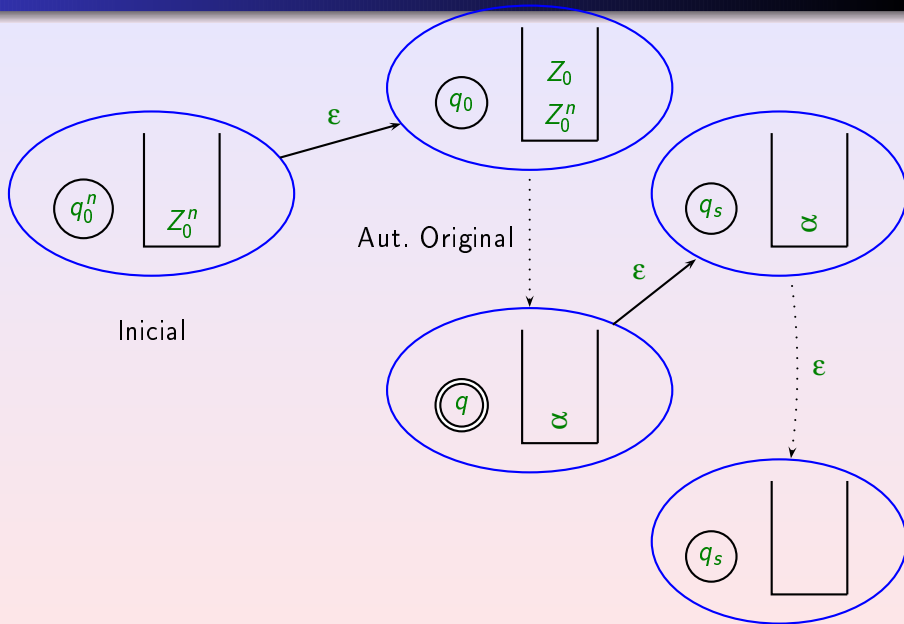 ε
q₀
Z₀
Z₀ⁿ
q₀ⁿ
Z₀ⁿ
Inicial
Aut. Original
qₛ
α
ε
q
α
ε
qₛ